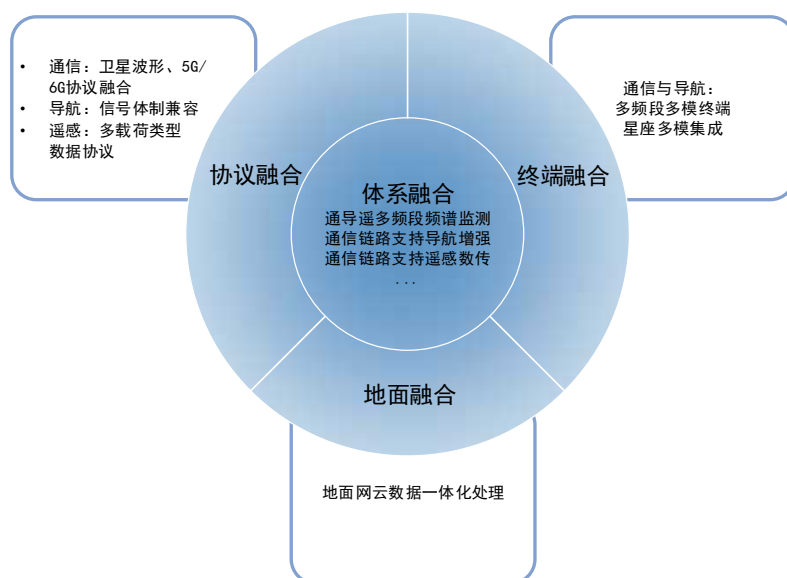 • 通信：卫星波形、5G/
6G协议融合
• 导航：信号体制兼容
• 遥感：多载荷类型
数据协议
通信与导航：
多频段多模终端
星座多模集成
协议融合
终端融合
体系融合
通导遥多频段频谱监测
通信链路支持导航增强
通信链路支持遥感数传
...
地面融合
地面网云数据一体化处理